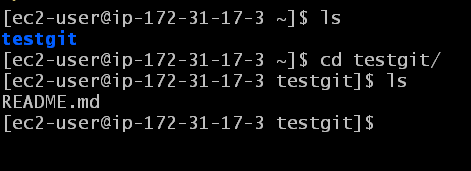 [ec2-user@ip-172-31-17-3 ~]$ ls
testgit
[ec2-user@ip-172-31-17-3 ~]$ cd testgit/
[ec2-user@ip-172-31-17-3 testgit]$ ls
README.md
[ec2-user@ip-172-31-17-3 testgit]$